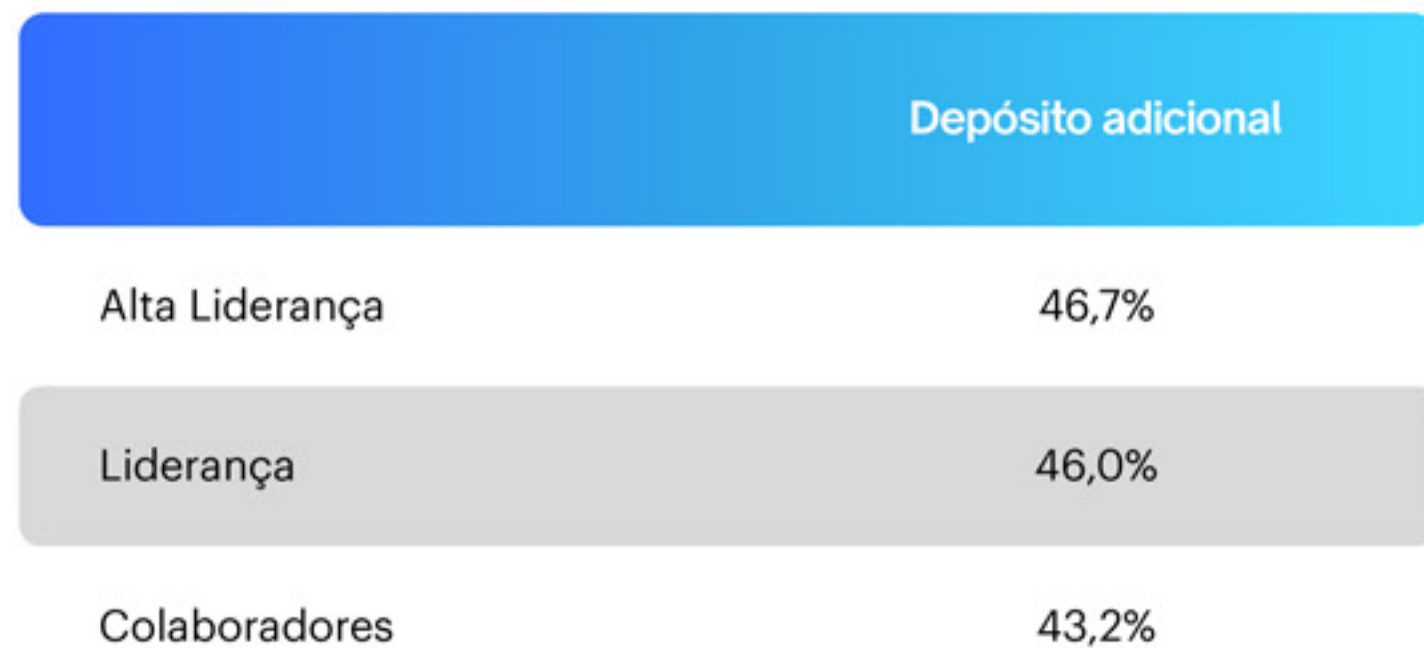 Depósito adicional
Alta Liderança 46,7%
Liderança 46,0%
Colaboradores 43,2%